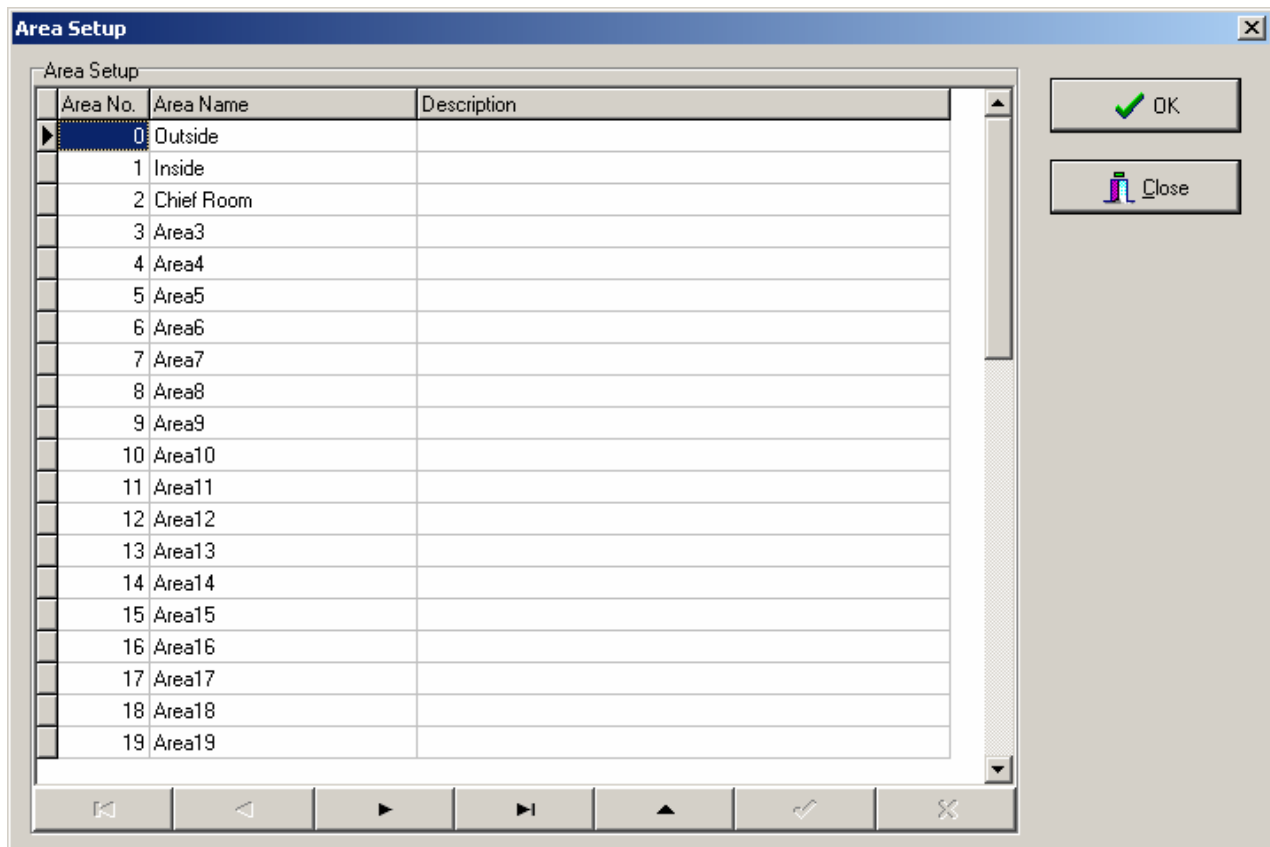 Area Setup
Area Setup
Area No. Area Name Description
0 Outside
1 Inside
2 Chief Room
3 Area3
4 Area4
5 Area5
6 Area6
7 Area7
8 Area8
9 Area9
10 Area10
11 Area11
12 Area12
13 Area13
14 Area14
15 Area15
16 Area16
17 Area17
18 Area18
19 Area19
OK
Close